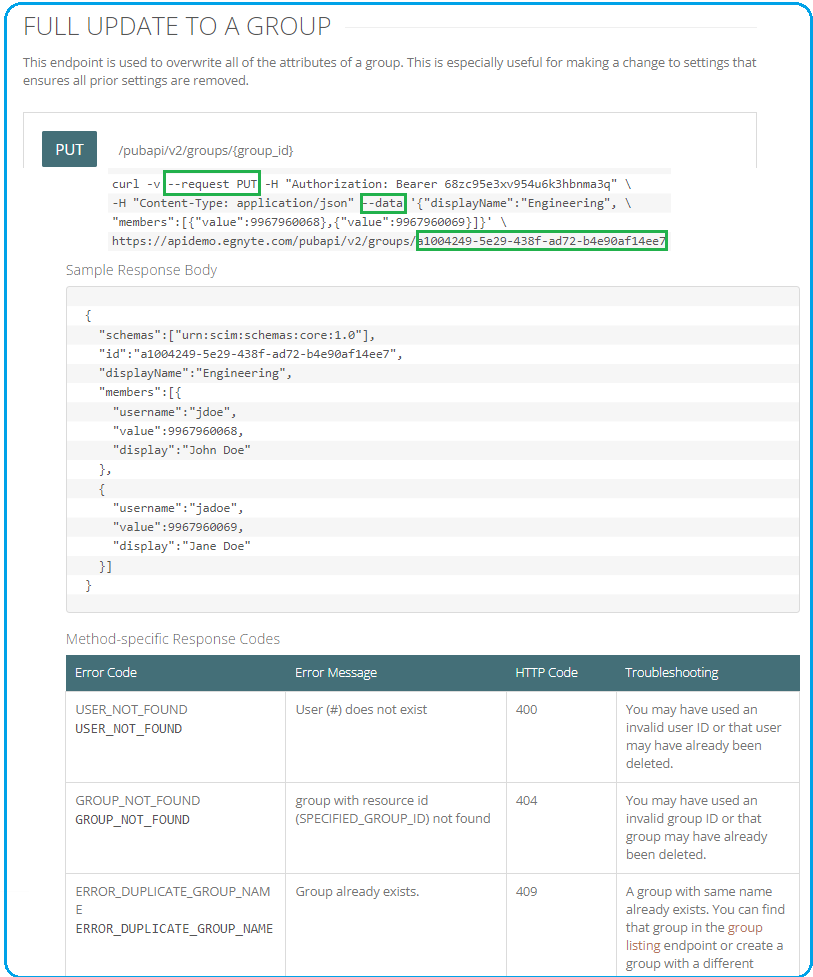 FULL UPDATE TO A GROUP
This endpoint is used to overwrite all of the attributes of a group. This is especially useful for making a change to settings that
ensures all prior settings are removed.
PUT /pubapi/v2/groups/{group_id}
curl -v --request PUT -H "Authorization: Bearer 68zc95e3xv954u6k3hbnma3q" \
-H "Content-Type: application/json" --data '{"displayName":"Engineering", \
"members":[{"value":9967960068},{"value":9967960069}]}' \
https://apidemo.egnyte.com/pubapi/v2/groups/a1004249-5e29-438f-ad72-b4e90af14ee7
Sample Response Body
{
"schemas":["urn:scim:schemas:core:1.0"],
"id":"a1004249-5e29-438f-ad72-b4e90af14ee7",
"displayName":"Engineering",
"members":[{
"username":"jdoe",
"value":9967960068,
"display":"John Doe"
},
{
"username":"jadoe",
"value":9967960069,
"display":"Jane Doe"
}]
}
Method-specific Response Codes
Error Code Error Message HTTP Code Troubleshooting
USER_NOT_FOUND User (#) does not exist 400 You may have used an
USER_NOT_FOUND invalid user ID or that user
may have already been
deleted.
GROUP_NOT_FOUND group with resource id 404 You may have used an
GROUP_NOT_FOUND (SPECIFIED_GROUP_ID) not found invalid group ID or that
group may have already
been deleted.
ERROR_DUPLICATE_GROUP_NAM Group already exists. 409 A group with same name
E already exists. You can find
ERROR_DUPLICATE_GROUP_NAME that group in the group
listing endpoint or create a
group with a different